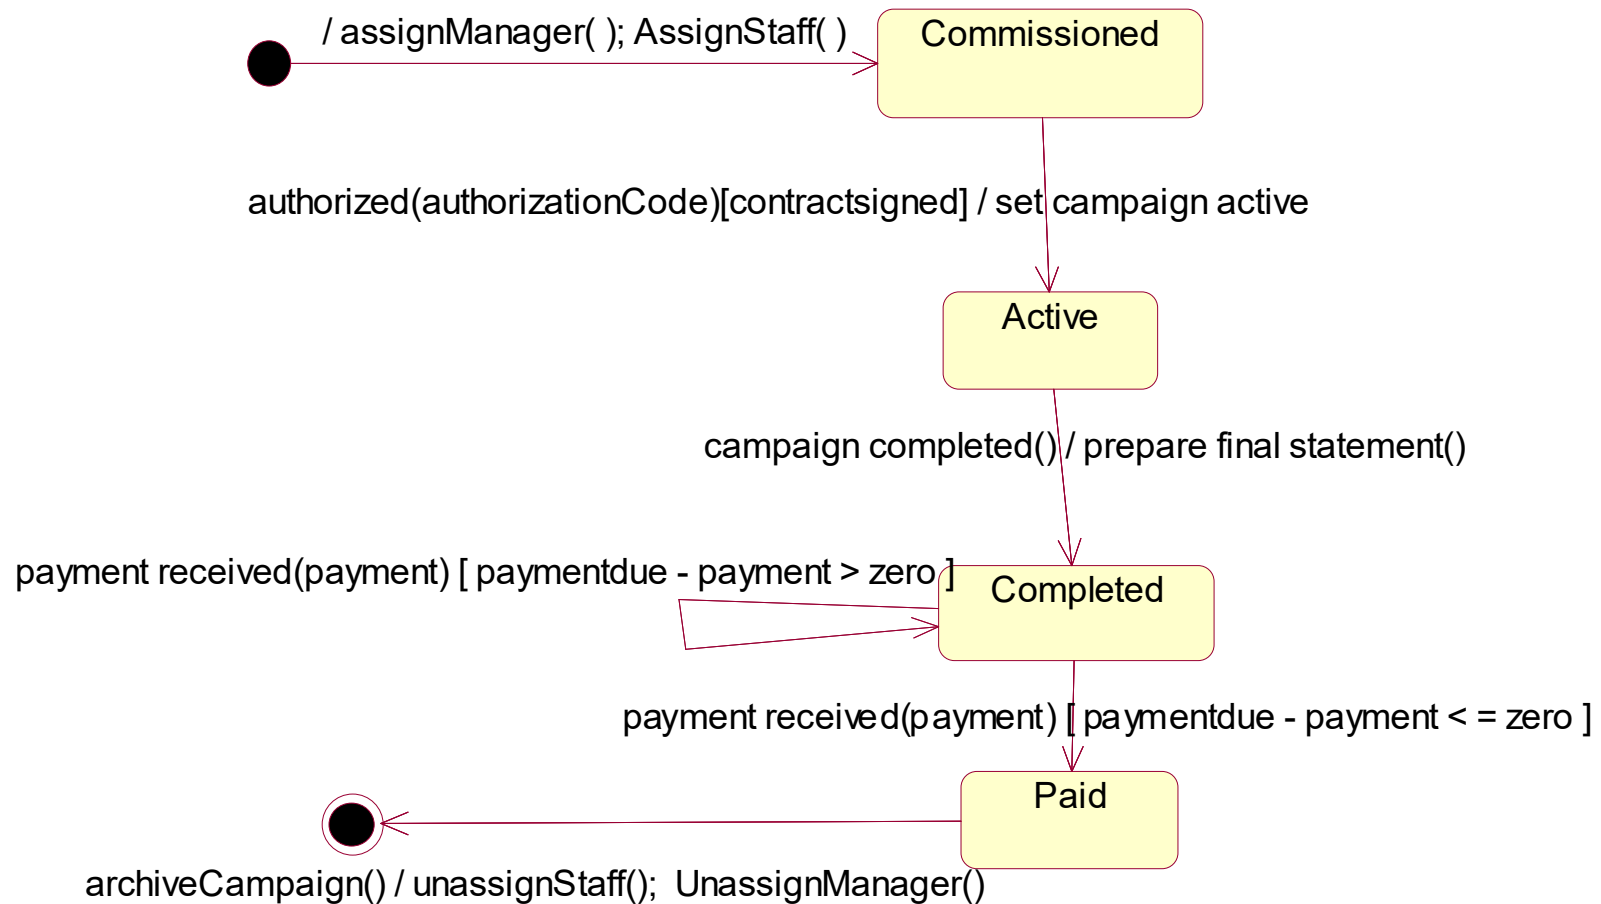 / assignManager( ); AssignStaff( )
Commissioned
authorized(authorizationCode)[contractsigned] / set campaign active
Active
campaign completed() / prepare final statement()
payment received(payment) [ paymentdue - payment > zero ]
Completed
payment received(payment) [ paymentdue - payment < = zero ]
Paid
archiveCampaign() / unassignStaff();  UnassignManager()